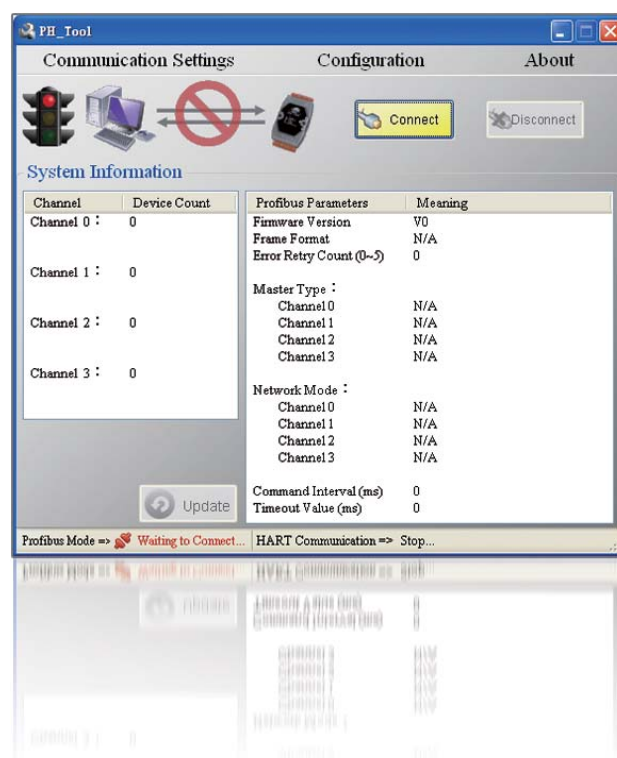 PH_Tool
Communication Settings Configuration About
Connect Disconnect
System Information
Channel Device Count
Channel 0 : 0
Channel 1 : 0
Channel 2 : 0
Channel 3 : 0
Update
Profibus Parameters Meaning
Firmware Version V0
Frame Format N/A
Error Retry Count (0~5) 0
Master Type :
Channel 0 N/A
Channel 1 N/A
Channel 2 N/A
Channel 3 N/A
Network Mode :
Channel 0 N/A
Channel 1 N/A
Channel 2 N/A
Channel 3 N/A
Command Interval (ms) 0
Timeout Value (ms) 0
Profibus Mode => Waiting to Connect... HART Communication => Stop...